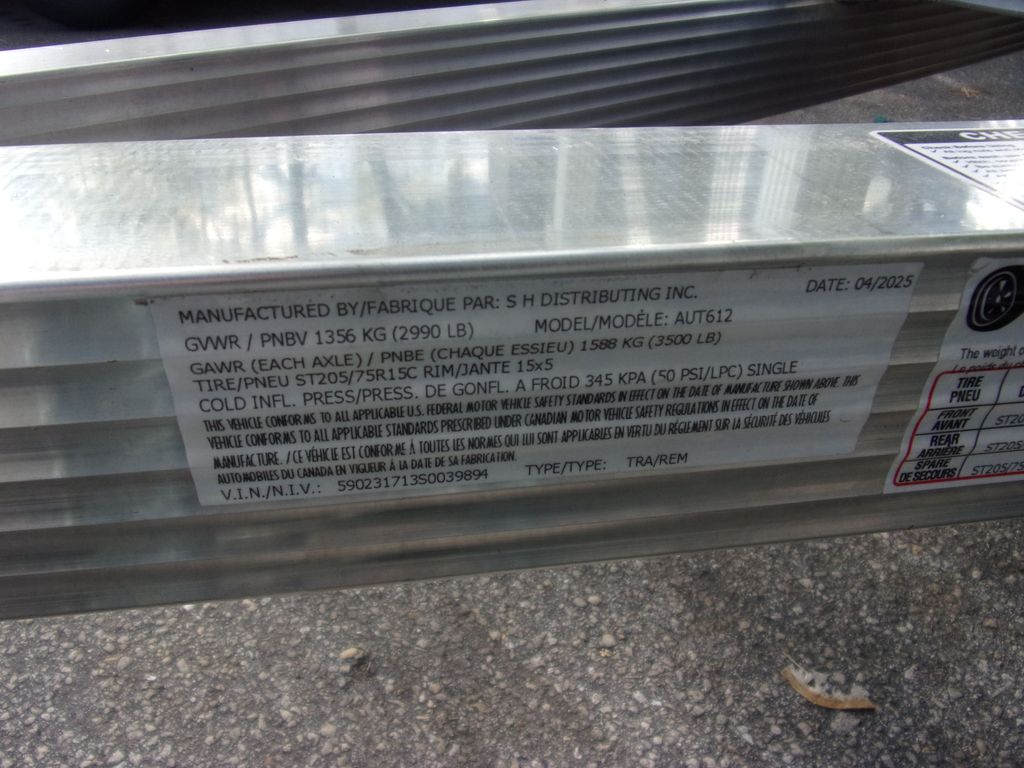 MANUFACTURED BY/FABRIQUE PAR: S H DISTRIBUTING INC. DATE: 04/2025
GVWR / PNBV 1356 KG (2990 LB) MODEL/MODÈLE: AUT612
GAWR (EACH AXLE) / PNBE (CHAQUE ESSIEU) 1588 KG (3500 LB)
TIRE/PNEU ST205/75R15C RIM/JANTE 15x5
COLD INFL. PRESS/PRESS. DE GONFL. A FROID 345 KPA (50 PSI/LPC) SINGLE
THIS VEHICLE CONFORMS TO ALL APPLICABLE U.S. FEDERAL MOTOR VEHICLE SAFETY STANDARDS IN EFFECT ON THE DATE OF MANUFACTURE SHOWN ABOVE. THIS
VEHICLE CONFORMS TO ALL APPLICABLE STANDARDS PRESCRIBED UNDER CANADIAN MOTOR VEHICLE SAFETY REGULATIONS IN EFFECT ON THE DATE OF
MANUFACTURE. / CE VÉHICLE EST CONFORME À TOUTES LES NORMES QUI LUI SONT APPLICABLES EN VERTU DU RÈGLEMENT SUR LA SÉCURITÉ DES VÉHICULES
AUTOMOBILES DU CANADA EN VIGUEUR À LA DATE DE SA FABRICATION.
V.I.N./N.I.V.: 590231713S0039894 TYPE/TYPE: TRA/REM
CHE
The weight o
Le poids du c
TIRE
PNEU
FRONT
AVANT
ST20
REAR
ARRIÈRE
ST205
SPARE
DE SECOURS
ST205/75